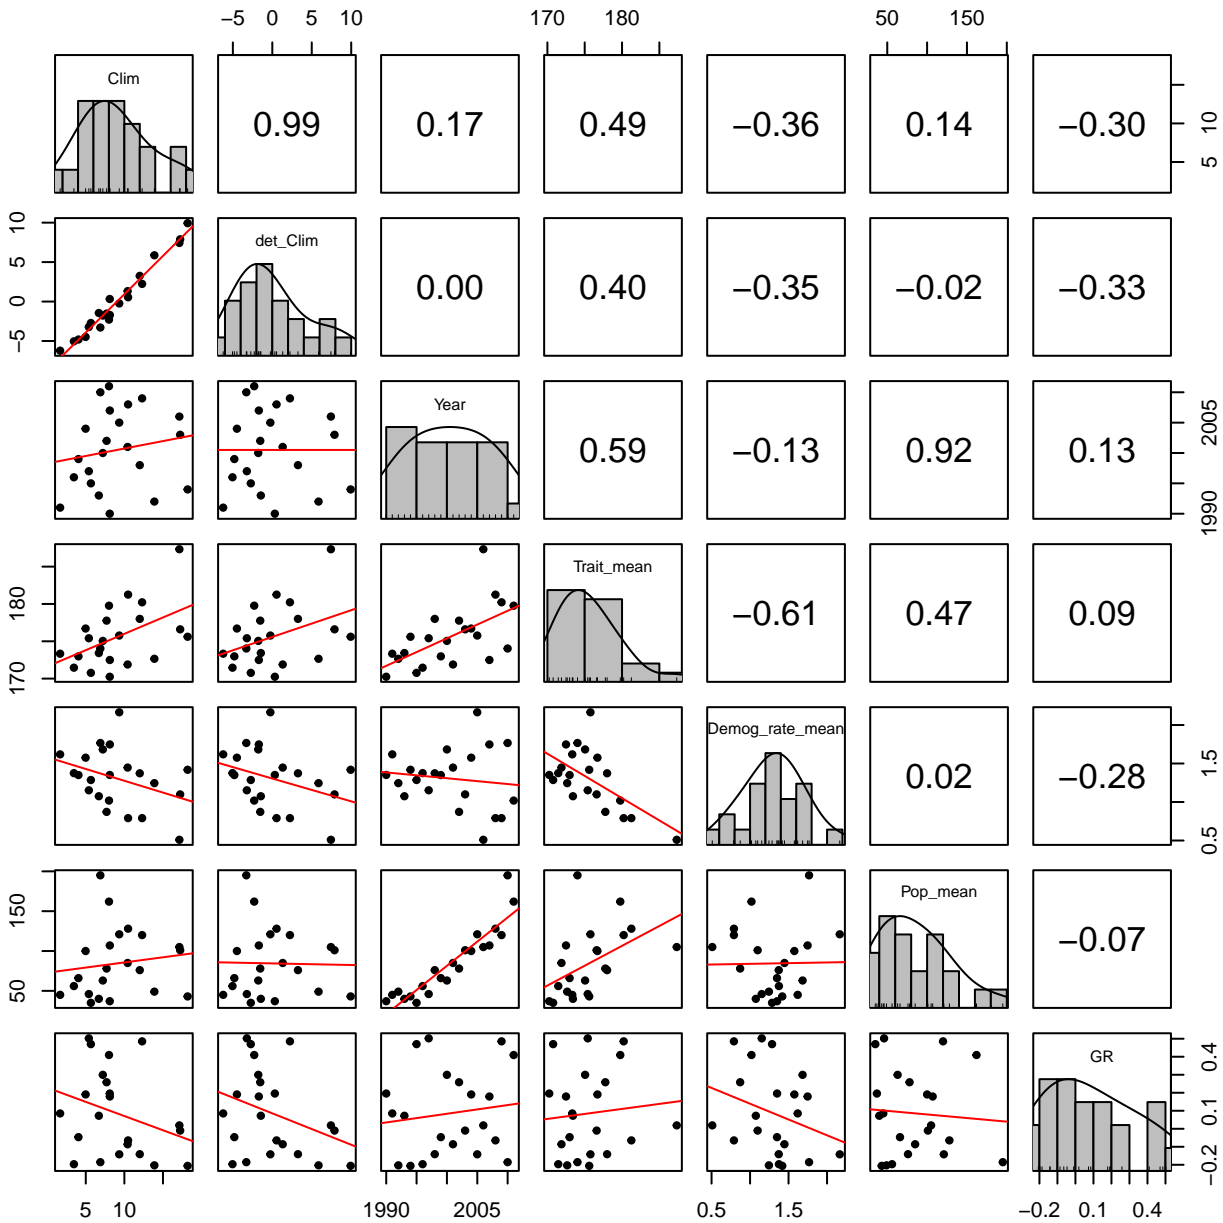 −5 0 5 10 170 180 50 150
Clim
0.99 0.17 0.49 −0.36 0.14 −0.30
5 10
−5 0 5 10
det_Clim
0.00 0.40 −0.35 −0.02 −0.33
Year
0.59 −0.13 0.92 0.13
1990 2005
170 180
Trait_mean
−0.61 0.47 0.09
Demog_rate_mean
0.02 −0.28
0.5 1.5
50 150
Pop_mean
−0.07
GR
−0.2 0.1 0.4
5 10 1990 2005 0.5 1.5 −0.2 0.1 0.4